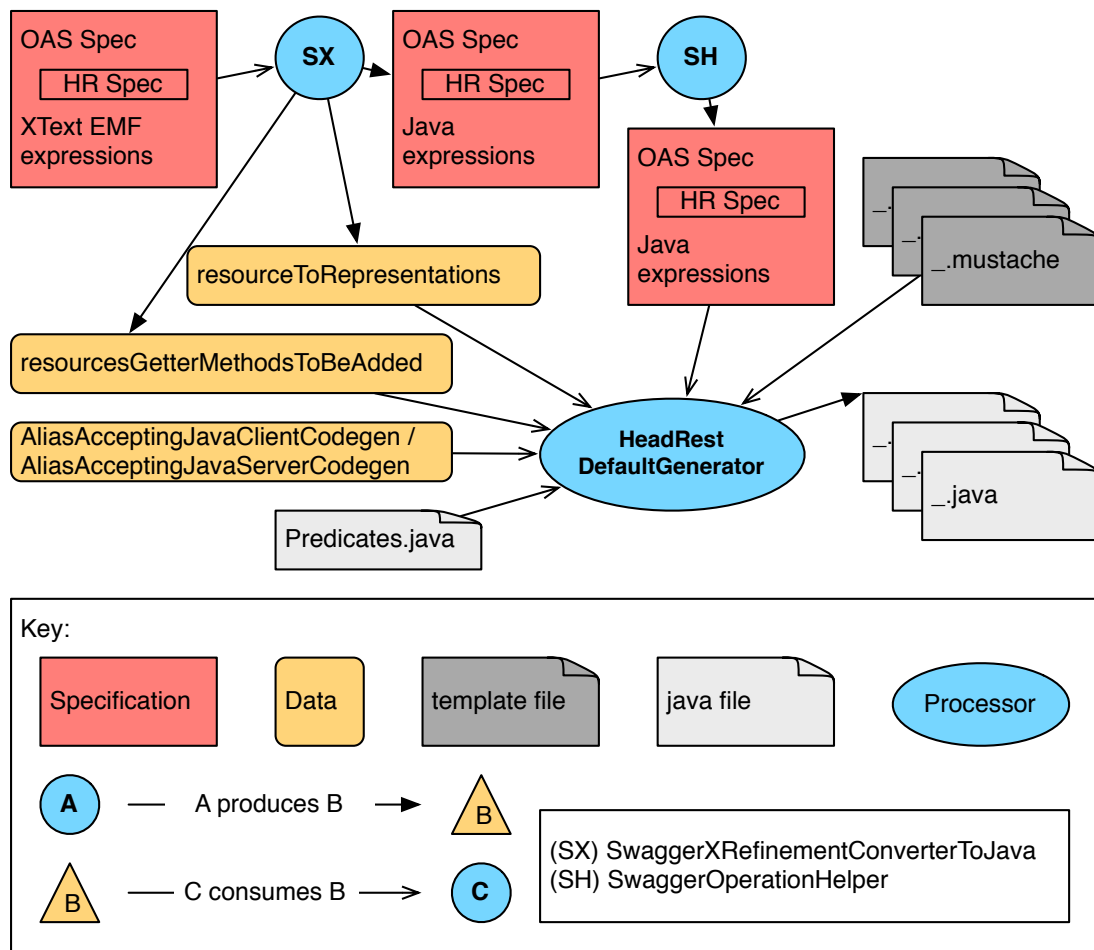 OAS Spec
HR Spec
XText EMF
expressions
SX
OAS Spec
HR Spec
Java
expressions
SH
OAS Spec
HR Spec
Java
expressions
_.
_.
_.mustache
resourceToRepresentations
resourcesGetterMethodsToBeAdded
AliasAcceptingJavaClientCodegen /
AliasAcceptingJavaServerCodegen
HeadRest
DefaultGenerator
Predicates.java
_.
_.
_.java
Key:
Specification
Data
template file
java file
Processor
A
A produces B
B
B
C consumes B
C
(SX) SwaggerXRefinementConverterToJava
(SH) SwaggerOperationHelper